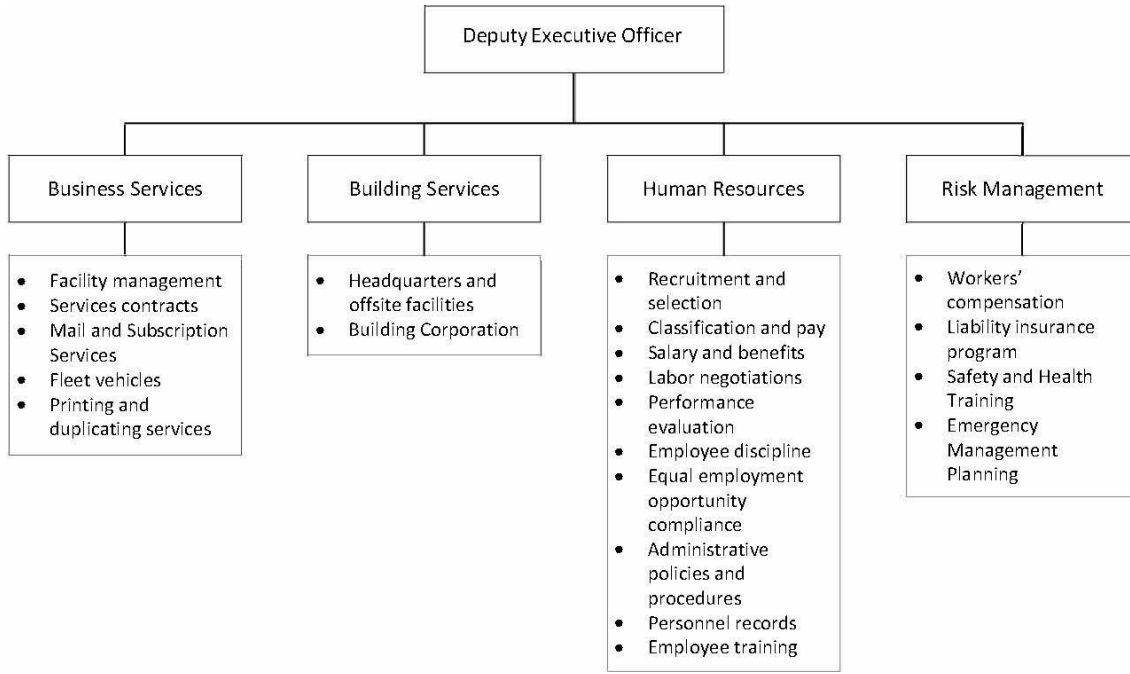 Deputy Executive Officer
Business Services
Building Services
Human Resources
Risk Management
• Facility management
• Services contracts
• Mail and Subscription
Services
• Fleet vehicles
• Printing and
duplicating services
• Headquarters and
offsite facilities
• Building Corporation
• Recruitment and
selection
• Classification and pay
• Salary and benefits
• Labor negotiations
• Performance
evaluation
• Employee discipline
• Equal employment
opportunity
compliance
• Administrative
policies and
procedures
• Personnel records
• Employee training
• Workers’
compensation
• Liability insurance
program
• Safety and Health
Training
• Emergency
Management
Planning